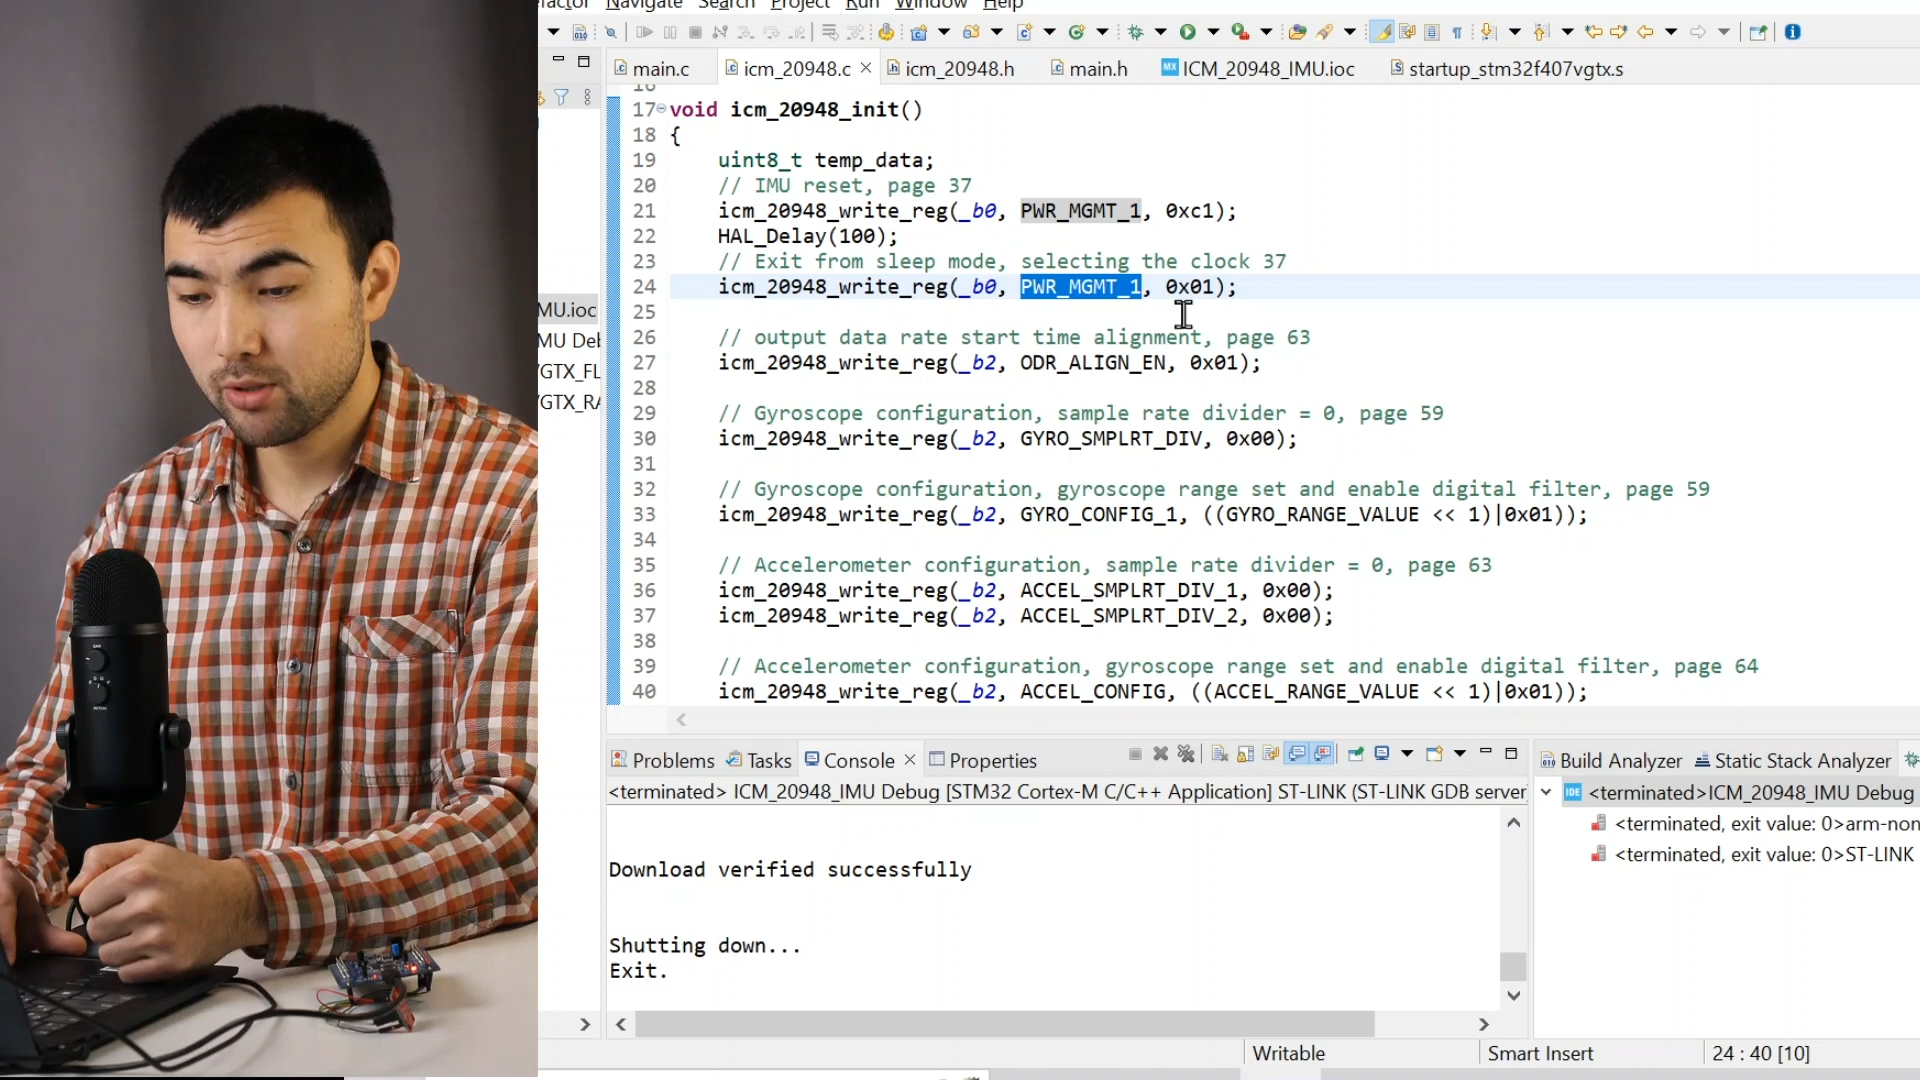 Navigate Search Project Run Window Help
main.c icm_20948.c icm_20948.h main.h ICM_20948_IMU.ioc startup_stm32f407vgtx.s
17 void icm_20948_init()
18 {
19 uint8_t temp_data;
20 // IMU reset, page 37
21 icm_20948_write_reg(_b0, PWR_MGMT_1, 0xc1);
22 HAL_Delay(100);
23 // Exit from sleep mode, selecting the clock 37
24 icm_20948_write_reg(_b0, PWR_MGMT_1, 0x01);
25
26 // output data rate start time alignment, page 63
27 icm_20948_write_reg(_b2, ODR_ALIGN_EN, 0x01);
28
29 // Gyroscope configuration, sample rate divider = 0, page 59
30 icm_20948_write_reg(_b2, GYRO_SMPLRT_DIV, 0x00);
31
32 // Gyroscope configuration, gyroscope range set and enable digital filter, page 59
33 icm_20948_write_reg(_b2, GYRO_CONFIG_1, ((GYRO_RANGE_VALUE << 1)|0x01));
34
35 // Accelerometer configuration, sample rate divider = 0, page 63
36 icm_20948_write_reg(_b2, ACCEL_SMPLRT_DIV_1, 0x00);
37 icm_20948_write_reg(_b2, ACCEL_SMPLRT_DIV_2, 0x00);
38
39 // Accelerometer configuration, gyroscope range set and enable digital filter, page 64
40 icm_20948_write_reg(_b2, ACCEL_CONFIG, ((ACCEL_RANGE_VALUE << 1)|0x01));
MU.ioc
MU Deb
GTX_FL
GTX_RA
Problems Tasks Console Properties
<terminated> ICM_20948_IMU Debug [STM32 Cortex-M C/C++ Application] ST-LINK (ST-LINK GDB server
Download verified successfully
Shutting down...
Exit.
Build Analyzer Static Stack Analyzer
<terminated>ICM_20948_IMU Debug
<terminated, exit value: 0>arm-non
<terminated, exit value: 0>ST-LINK
Writable Smart Insert 24 : 40 [10]